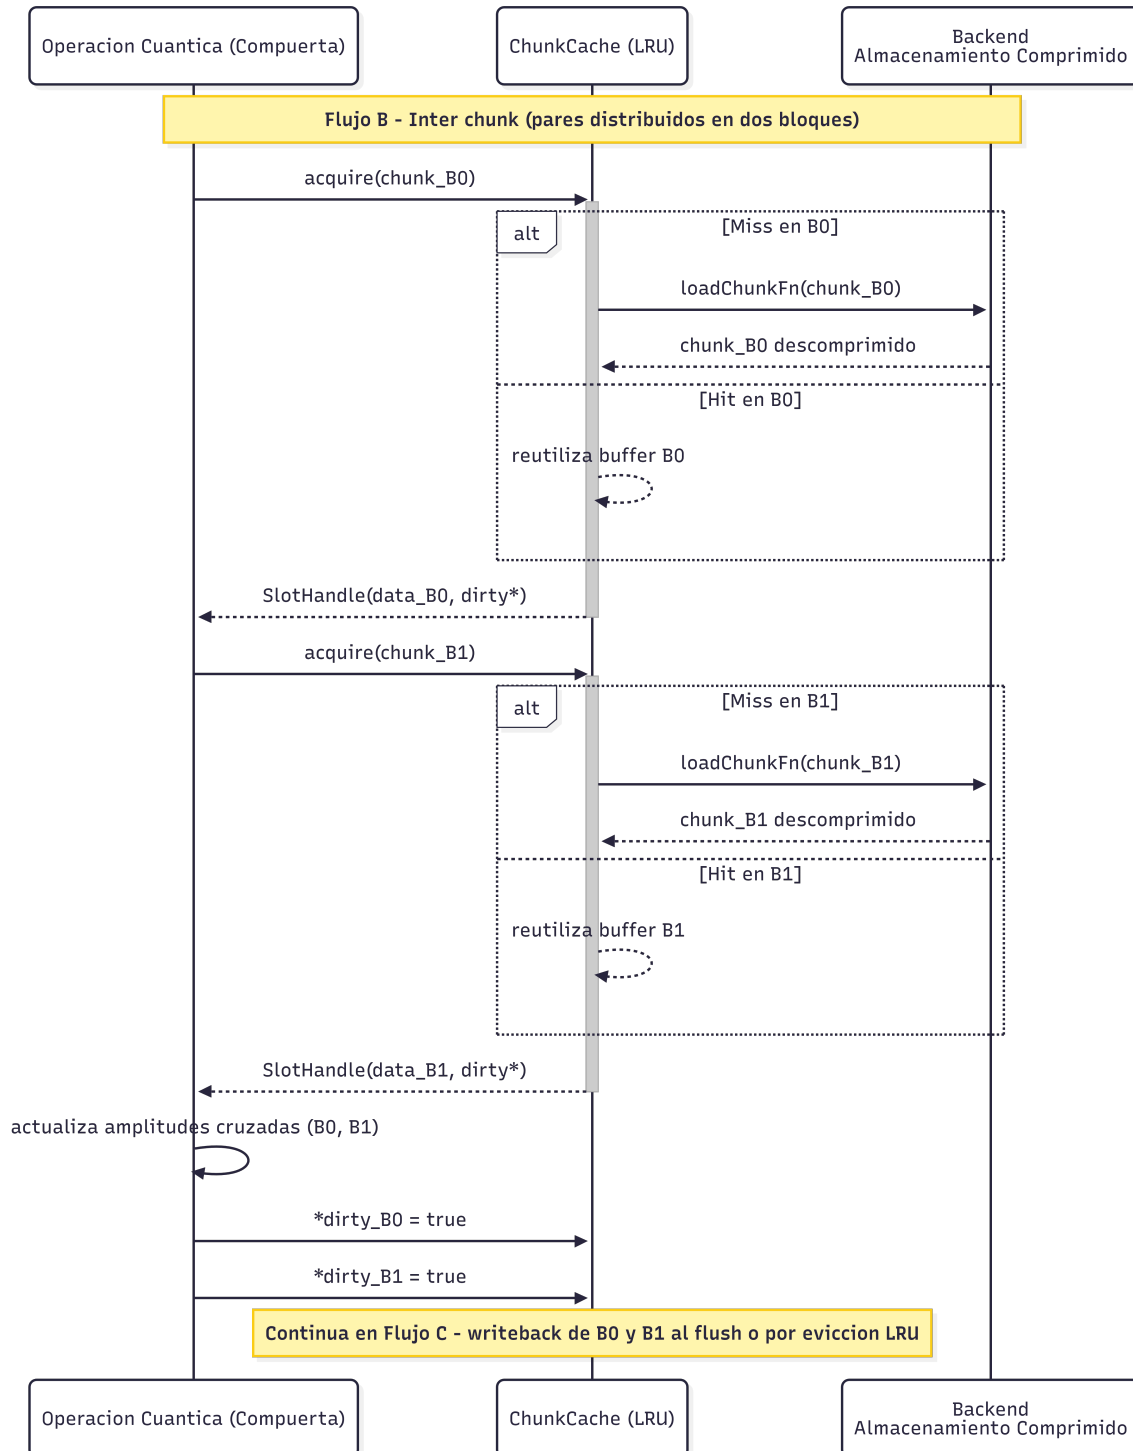 Operacion Cuantica (Compuerta)
ChunkCache (LRU)
Backend
Almacenamiento Comprimido
Flujo B - Inter chunk (pares distribuidos en dos bloques)
acquire(chunk_B0)
alt
[Miss en B0]
loadChunkFn(chunk_B0)
chunk_B0 descomprimido
[Hit en B0]
reutiliza buffer B0
SlotHandle(data_B0, dirty*)
acquire(chunk_B1)
alt
[Miss en B1]
loadChunkFn(chunk_B1)
chunk_B1 descomprimido
[Hit en B1]
reutiliza buffer B1
SlotHandle(data_B1, dirty*)
actualiza amplitudes cruzadas (B0, B1)
*dirty_B0 = true
*dirty_B1 = true
Continua en Flujo C - writeback de B0 y B1 al flush o por eviccion LRU
Operacion Cuantica (Compuerta)
ChunkCache (LRU)
Backend
Almacenamiento Comprimido